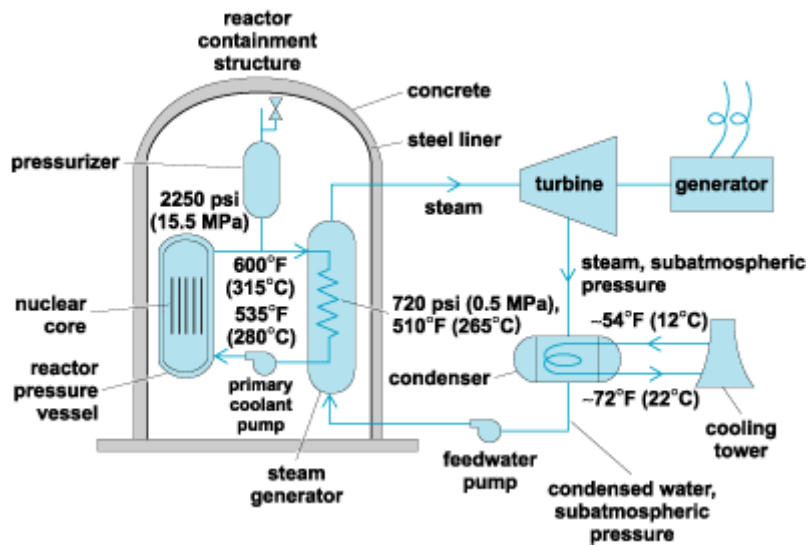 reactor
containment
structure
concrete
steel liner
pressurizer
2250 psi
(15.5 MPa)
turbine
generator
steam
600°F
(315°C)
535°F
(280°C)
nuclear
core
720 psi (0.5 MPa),
510°F (265°C)
steam, subatmospheric
pressure
~54°F (12°C)
condenser
~72°F (22°C)
reactor
pressure
vessel
primary
coolant
pump
cooling
tower
steam
generator
feedwater
pump
condensed water,
subatmospheric
pressure